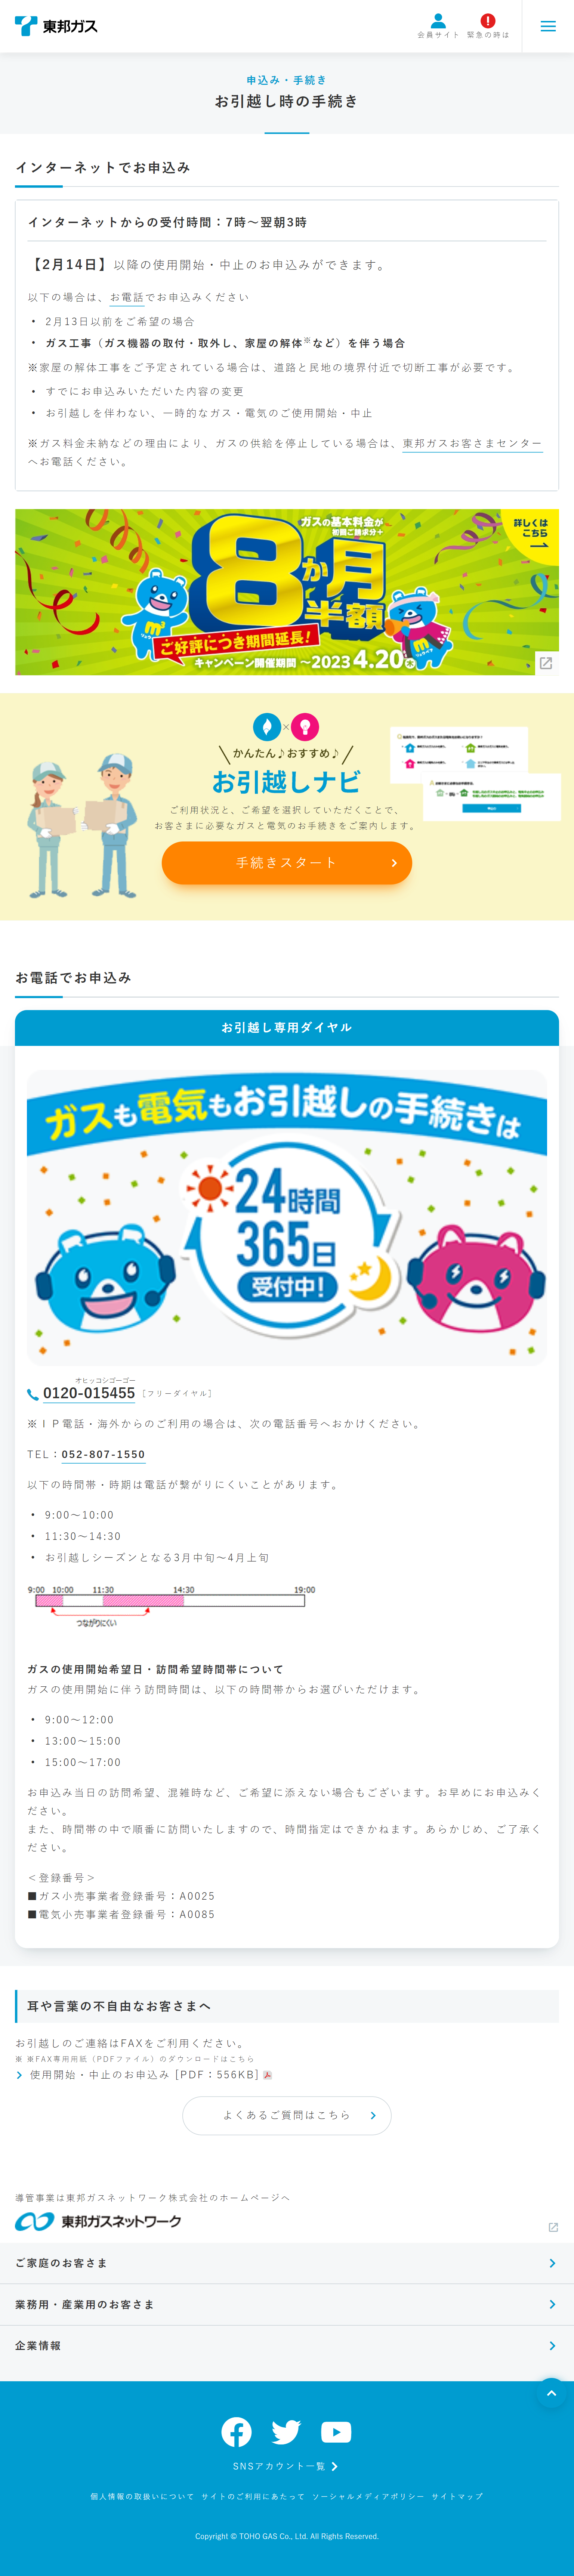 東邦ガス
会員サイト 緊急の時は
申込み・手続き
お引越し時の手続き
インターネットでお申込み
インターネットからの受付時間：7時～翌朝3時
【2月14日】以降の使用開始・中止のお申込みができます。
以下の場合は、お電話でお申込みください
• 2月13日以前をご希望の場合
• ガス工事（ガス機器の取付・取外し、家屋の解体※など）を伴う場合
※家屋の解体工事をご予定されている場合は、道路と民地の境界付近で切断工事が必要です。
• すでにお申込みいただいた内容の変更
• お引越しを伴わない、一時的なガス・電気のご使用開始・中止
※ガス料金未納などの理由により、ガスの供給を停止している場合は、東邦ガスお客さまセンター
へお電話ください。
ガスの基本料金が
初回ご請求分+
8か月
半額
詳しくは
こちら
ご好評につき期間延長!
キャンペーン開催期間 ～2023 4.20 木
かんたん♪おすすめ♪
お引越しナビ
ご利用状況と、ご希望を選択していただくことで、
お客さまに必要なガスと電気のお手続きをご案内します。
手続きスタート
お電話でお申込み
お引越し専用ダイヤル
ガスも電気もお引越しの手続きは
24時間
365日
受付中!
オヒッコシゴーゴー
0120-015455 ［フリーダイヤル］
※ＩＰ電話・海外からのご利用の場合は、次の電話番号へおかけください。
TEL：052-807-1550
以下の時間帯・時期は電話が繋がりにくいことがあります。
• 9:00～10:00
• 11:30～14:30
• お引越しシーズンとなる3月中旬～4月上旬
9:00 10:00 11:30 14:30 19:00
つながりにくい
ガスの使用開始希望日・訪問希望時間帯について
ガスの使用開始に伴う訪問時間は、以下の時間帯からお選びいただけます。
• 9:00～12:00
• 13:00～15:00
• 15:00～17:00
お申込み当日の訪問希望、混雑時など、ご希望に添えない場合もございます。お早めにお申込みく
ださい。
また、時間帯の中で順番に訪問いたしますので、時間指定はできかねます。あらかじめ、ご了承く
ださい。
＜登録番号＞
■ガス小売事業者登録番号：A0025
■電気小売事業者登録番号：A0085
耳や言葉の不自由なお客さまへ
お引越しのご連絡はFAXをご利用ください。
※ ※FAX専用用紙（PDFファイル）のダウンロードはこちら
使用開始・中止のお申込み [PDF：556KB]
よくあるご質問はこちら
導管事業は東邦ガスネットワーク株式会社のホームページへ
東邦ガスネットワーク
ご家庭のお客さま
業務用・産業用のお客さま
企業情報
SNSアカウント一覧
個人情報の取扱いについて サイトのご利用にあたって ソーシャルメディアポリシー サイトマップ
Copyright © TOHO GAS Co., Ltd. All Rights Reserved.